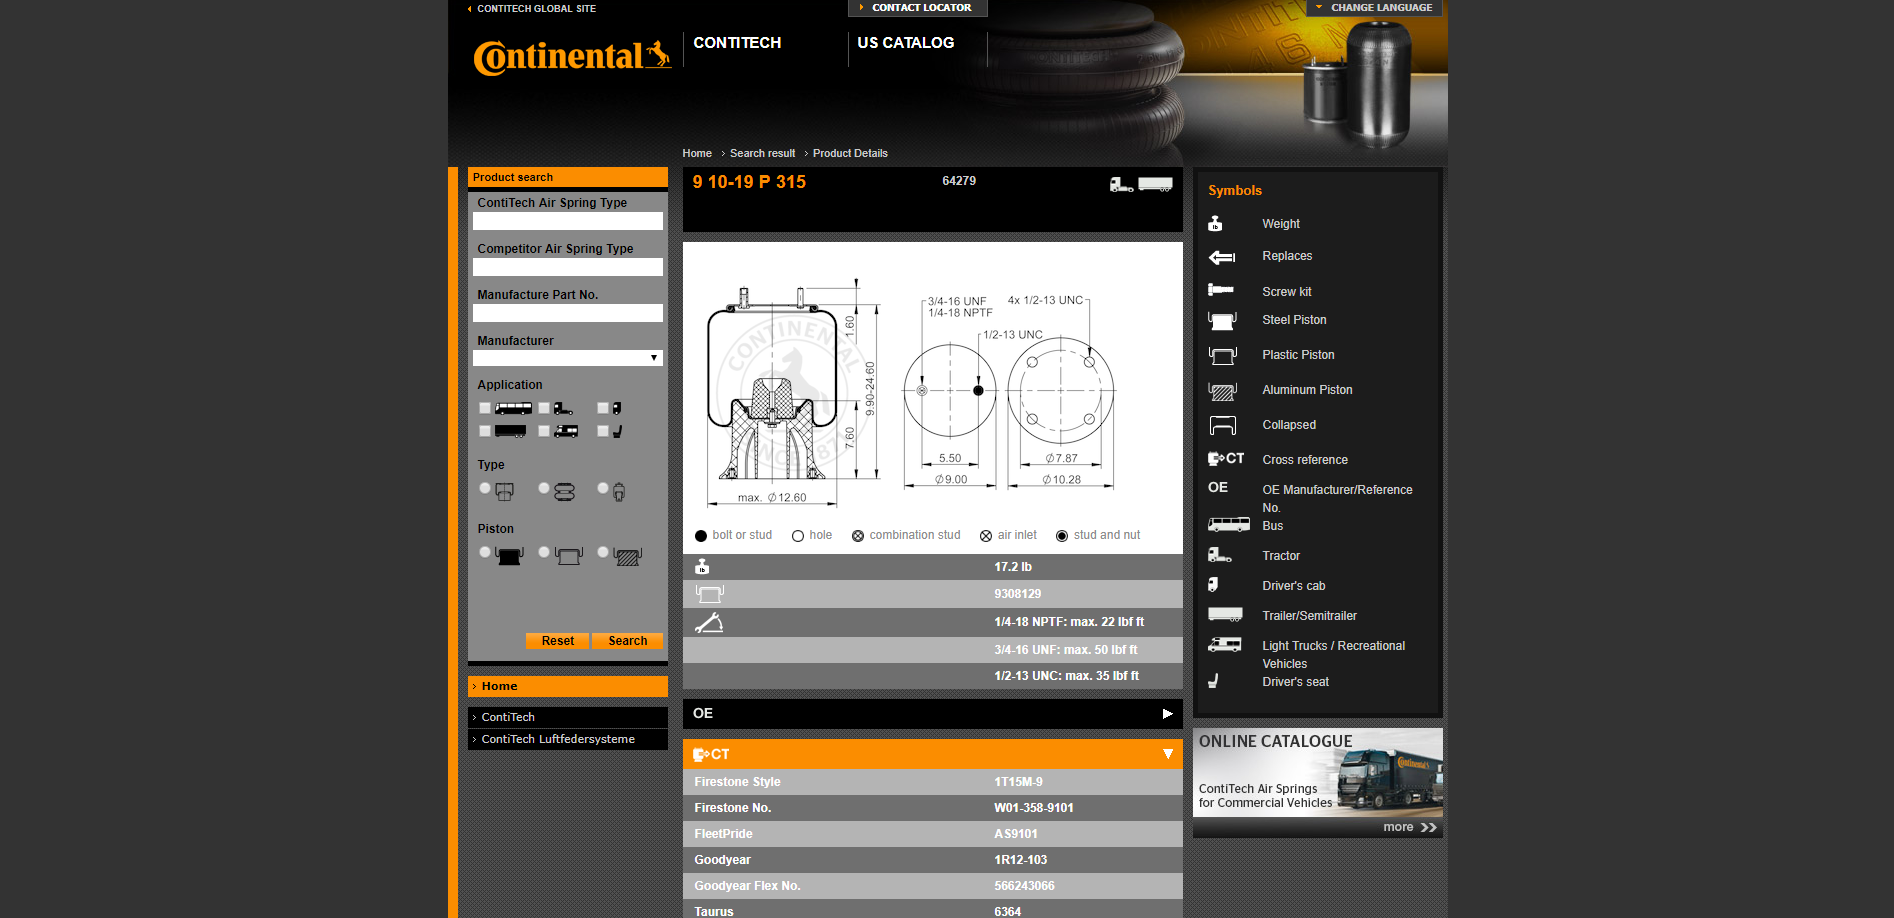 CONTITECH GLOBAL SITE
CONTACT LOCATOR
CHANGE LANGUAGE
Continental
CONTITECH
US CATALOG
Home
Search result
Product Details
Product search
ContiTech Air Spring Type
Competitor Air Spring Type
Manufacture Part No.
Manufacturer
Application
Type
Piston
Reset
Search
Home
ContiTech
ContiTech Luftfedersysteme
9 10-19 P 315
64279
3/4-16 UNF
1/4-18 NPTF
4x 1/2-13 UNC
1/2-13 UNC
1.60
9.90-24.60
7.60
CONTINENTAL
max. ∅12.60
5.50
∅9.00
∅7.87
∅10.28
bolt or stud
hole
combination stud
air inlet
stud and nut
lb
17.2 lb
9308129
1/4-18 NPTF: max. 22 lbf ft
3/4-16 UNF: max. 50 lbf ft
1/2-13 UNC: max. 35 lbf ft
OE
CT
Firestone Style
1T15M-9
Firestone No.
W01-358-9101
FleetPride
AS9101
Goodyear
1R12-103
Goodyear Flex No.
566243066
Taurus
6364
Symbols
lb
Weight
Replaces
Screw kit
Steel Piston
Plastic Piston
Aluminum Piston
Collapsed
CT
Cross reference
OE
OE Manufacturer/Reference
No.
Bus
Tractor
Driver's cab
Trailer/Semitrailer
Light Trucks / Recreational
Vehicles
Driver's seat
ONLINE CATALOGUE
Continental
ContiTech Air Springs
for Commercial Vehicles
more